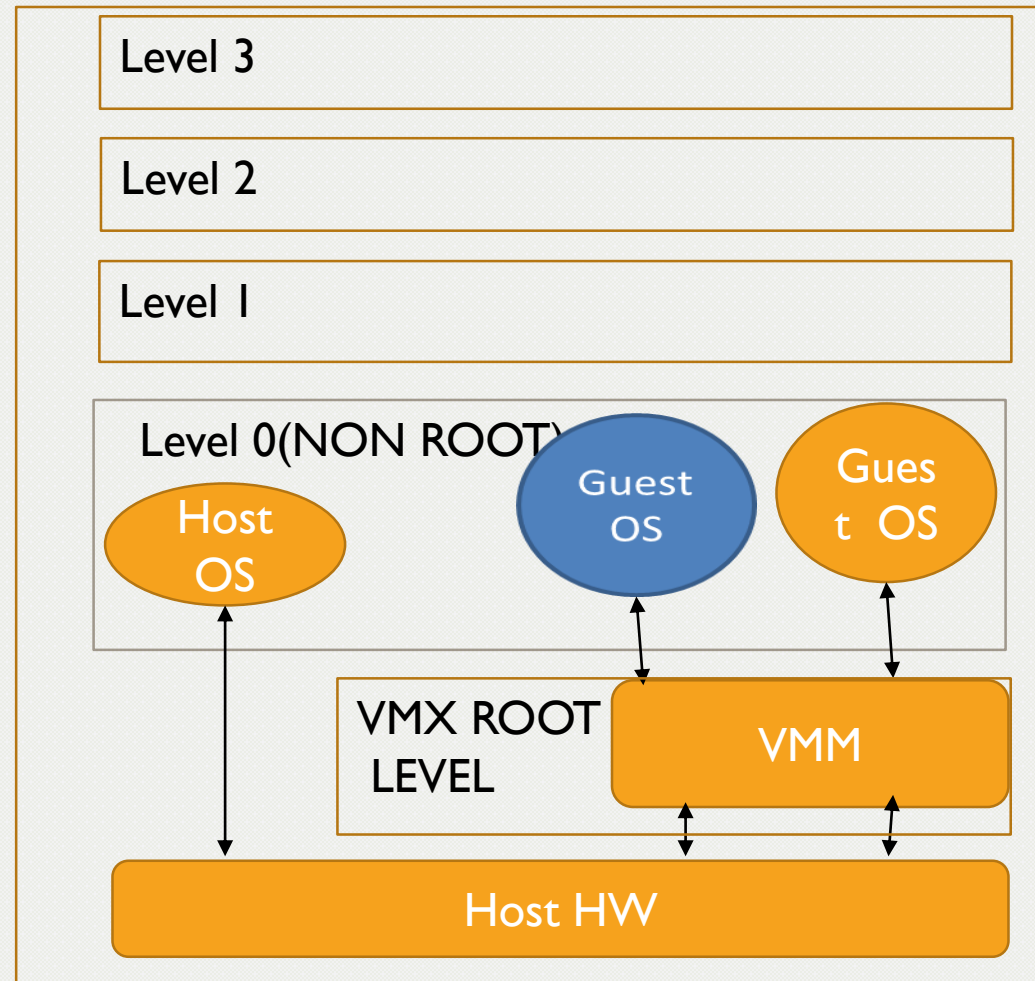 Level 3
Level 2
Level 1
Level 0(NON ROOT)
Host
OS
Guest
OS
Gues
t OS
VMX ROOT
LEVEL
VMM
Host HW